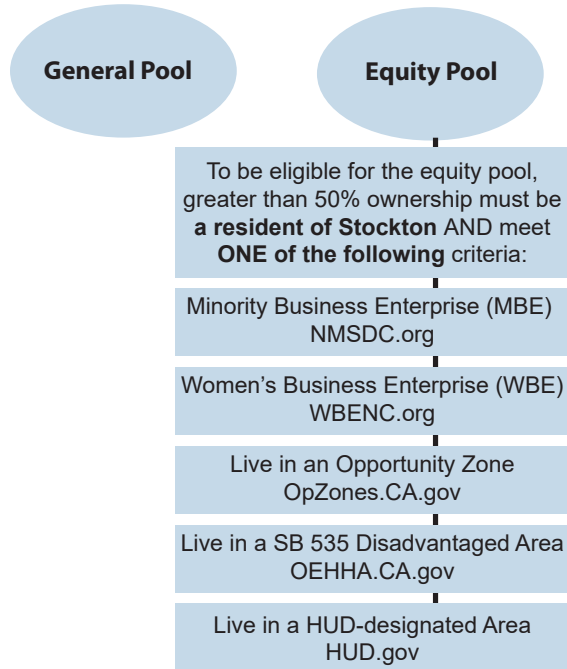 General Pool
Equity Pool
To be eligible for the equity pool,
greater than 50% ownership must be
a resident of Stockton AND meet
ONE of the following criteria:
Minority Business Enterprise (MBE)
NMSDC.org
Women’s Business Enterprise (WBE)
WBENC.org
Live in an Opportunity Zone
OpZones.CA.gov
Live in a SB 535 Disadvantaged Area
OEHHA.CA.gov
Live in a HUD-designated Area
HUD.gov